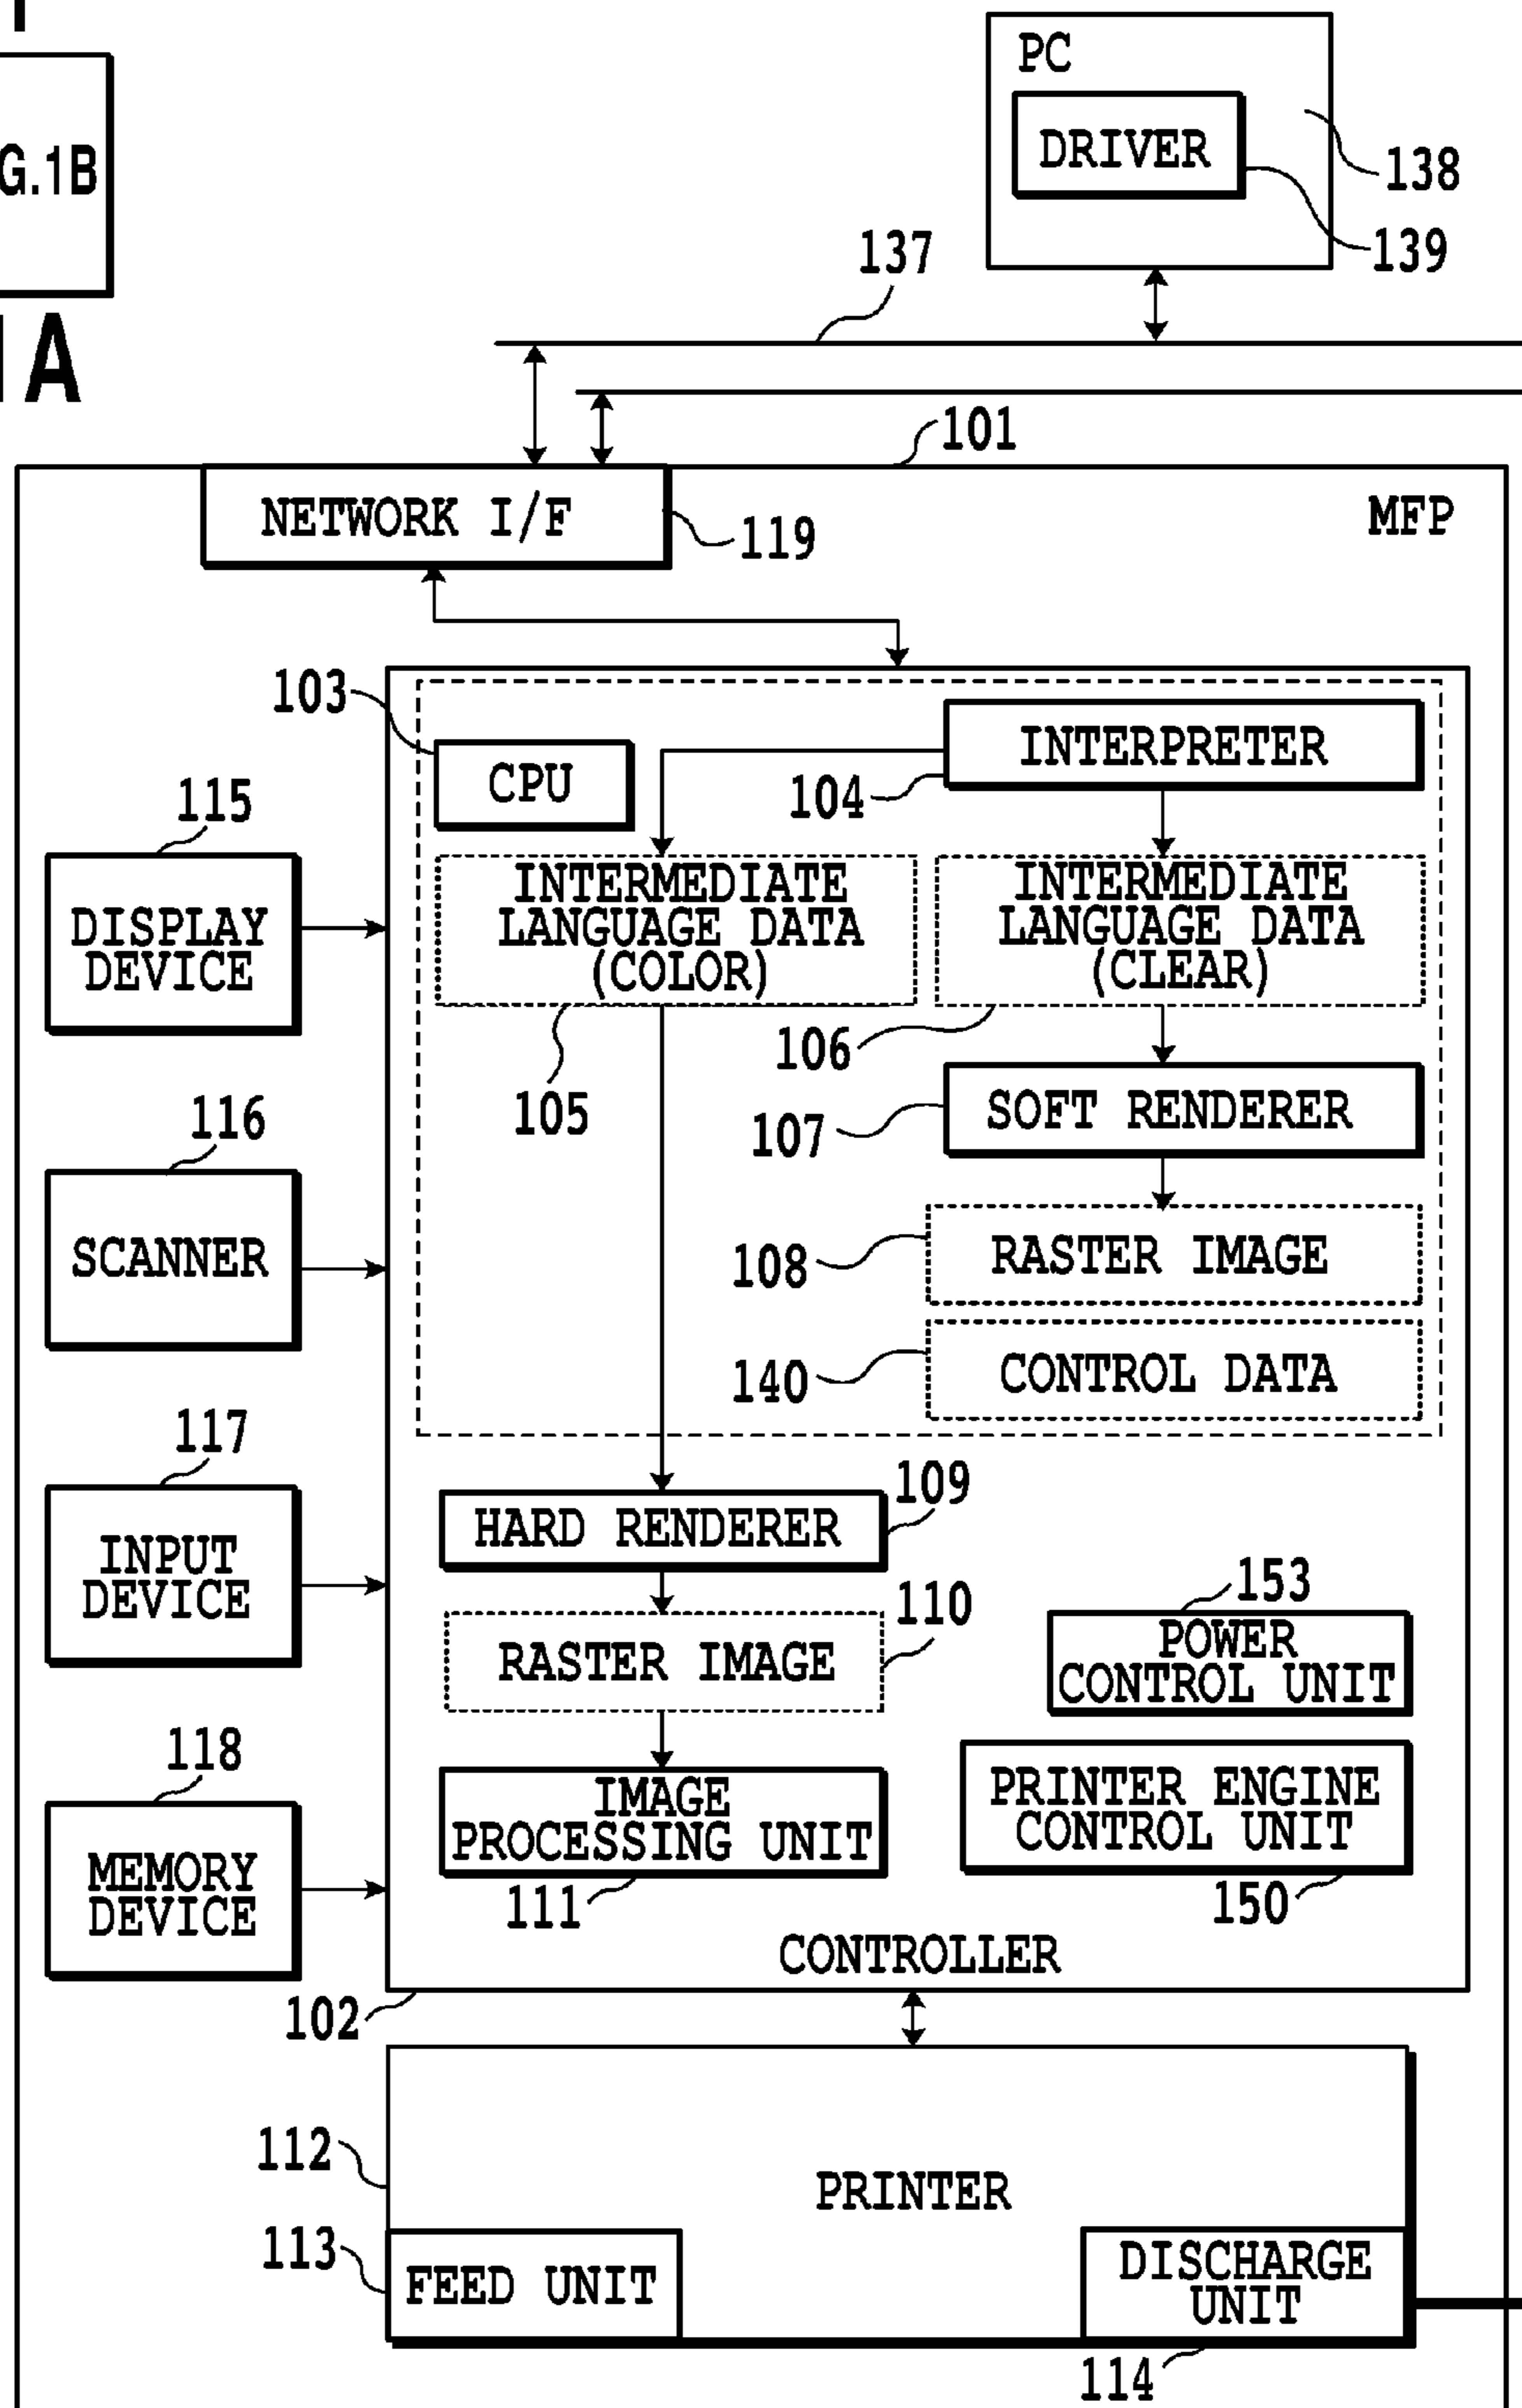 G.1B
1A
PC
DRIVER
138
139
137
101
NETWORK I/F
119
MFP
103
CPU
INTERPRETER
104
115
DISPLAY
DEVICE
INTERMEDIATE
LANGUAGE DATA
(COLOR)
INTERMEDIATE
LANGUAGE DATA
(CLEAR)
105
106
116
SCANNER
107
SOFT RENDERER
108
RASTER IMAGE
140
CONTROL DATA
117
INPUT
DEVICE
109
HARD RENDERER
110
RASTER IMAGE
153
POWER
CONTROL UNIT
118
MEMORY
DEVICE
IMAGE
PROCESSING UNIT
111
PRINTER ENGINE
CONTROL UNIT
150
CONTROLLER
102
112
PRINTER
113
FEED UNIT
DISCHARGE
UNIT
114